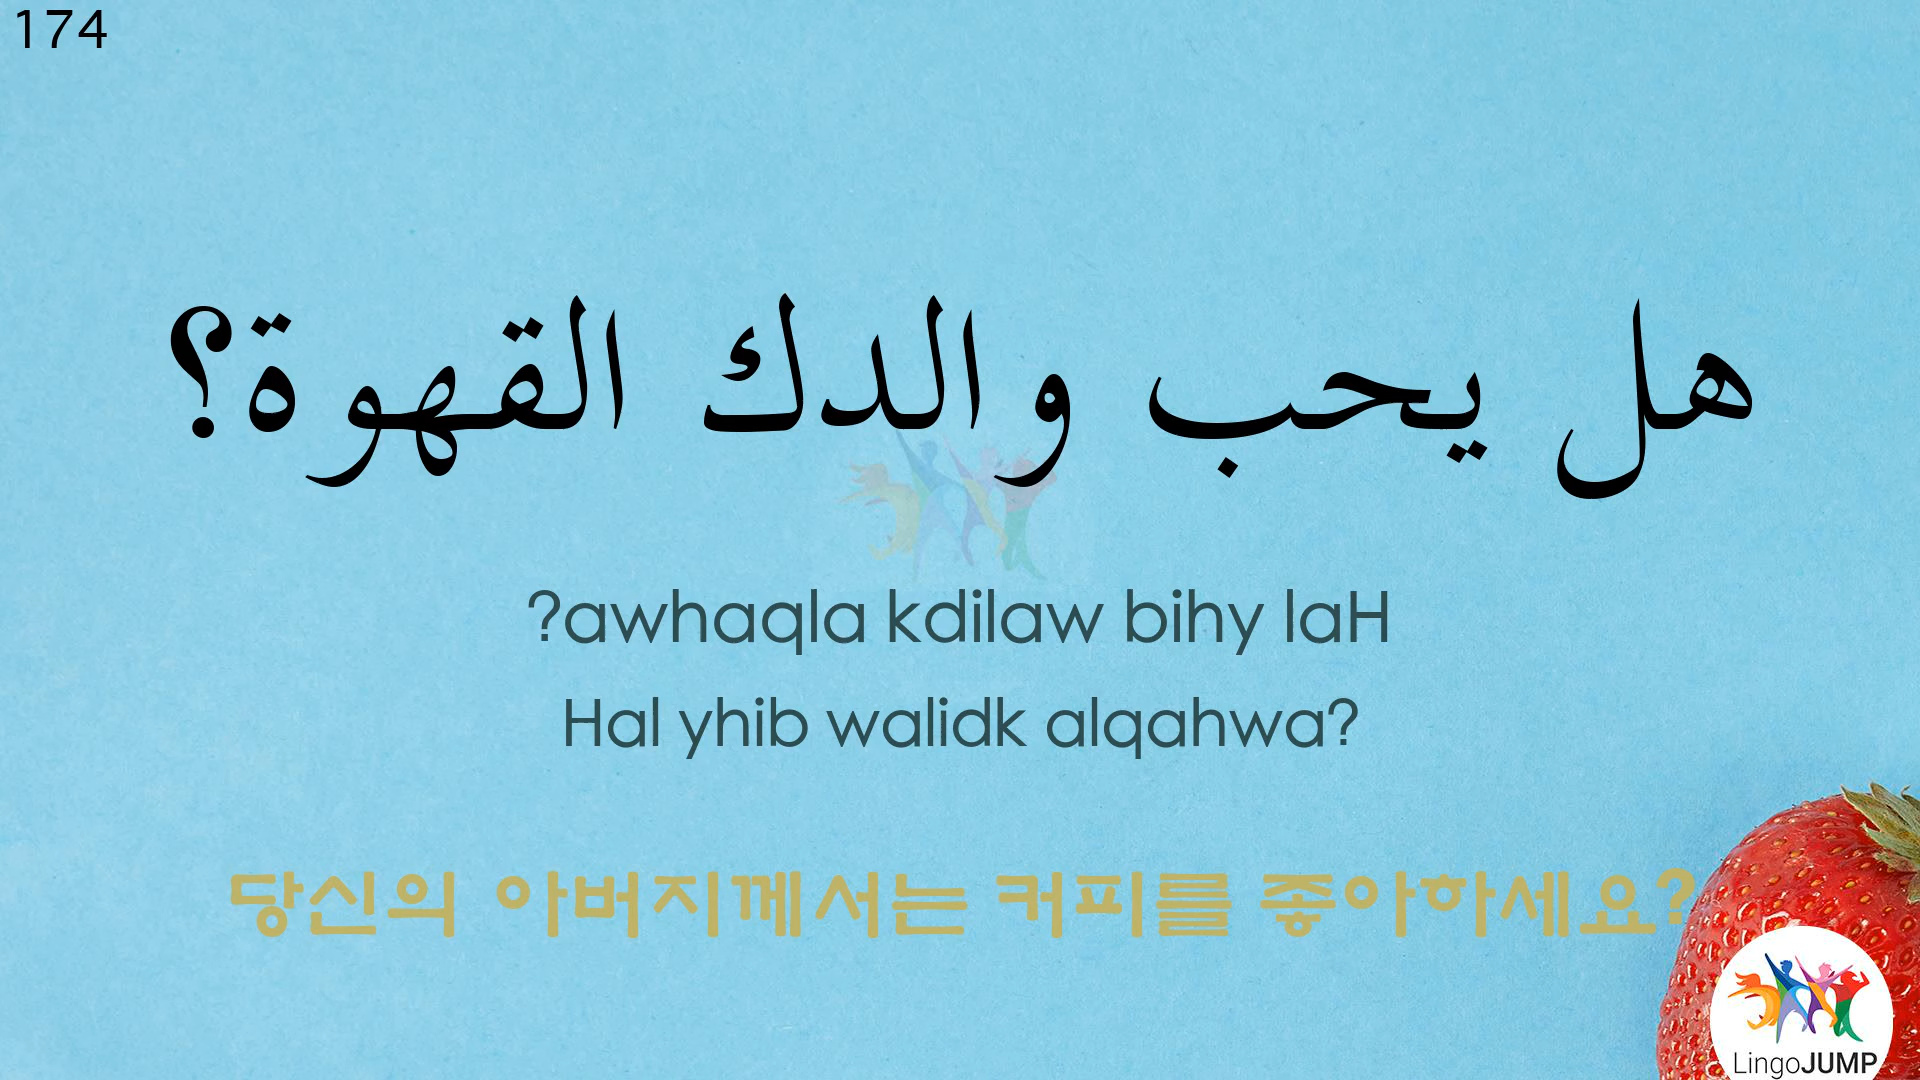 174
هل يحب والدك القهوة؟
?awhaqla kdilaw bihy laH
Hal yhib walidk alqahwa?
당신의 아버지께서는 커피를 좋아하세요?
LingoJUMP